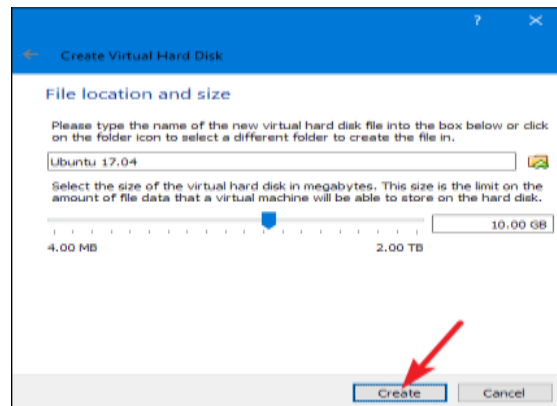 ?
Create Virtual Hard Disk
File location and size
Please type the name of the new virtual hard disk file into the box below or click
on the folder icon to select a different folder to create the file in.
Ubuntu 17.04
Select the size of the virtual hard disk in megabytes. This size is the limit on the
amount of file data that a virtual machine will be able to store on the hard disk.
10.00 GB
4.00 MB 2.00 TB
Create Cancel